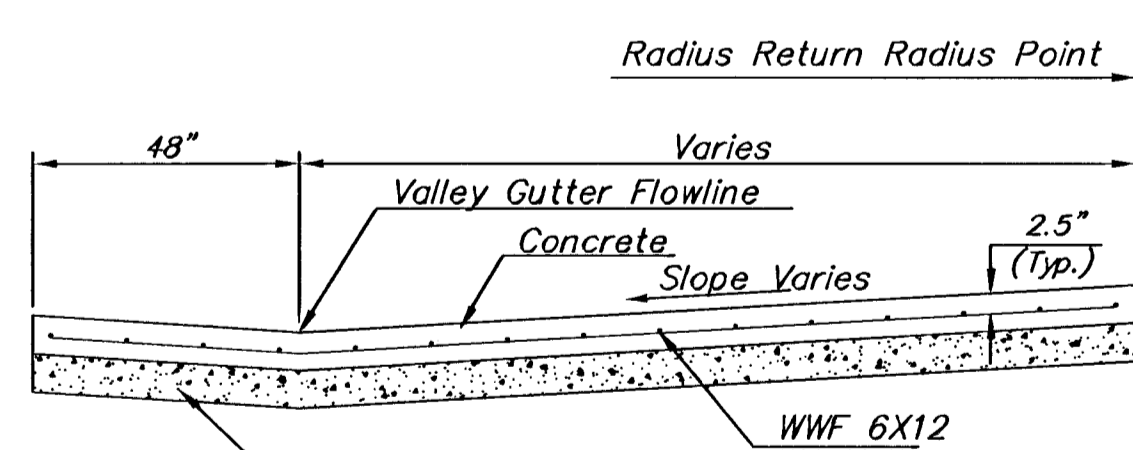 Radius Return Radius Point
48"
Varies
Valley Gutter Flowline
2.5"
(Typ.)
Concrete
Slope Varies
WWF 6X12